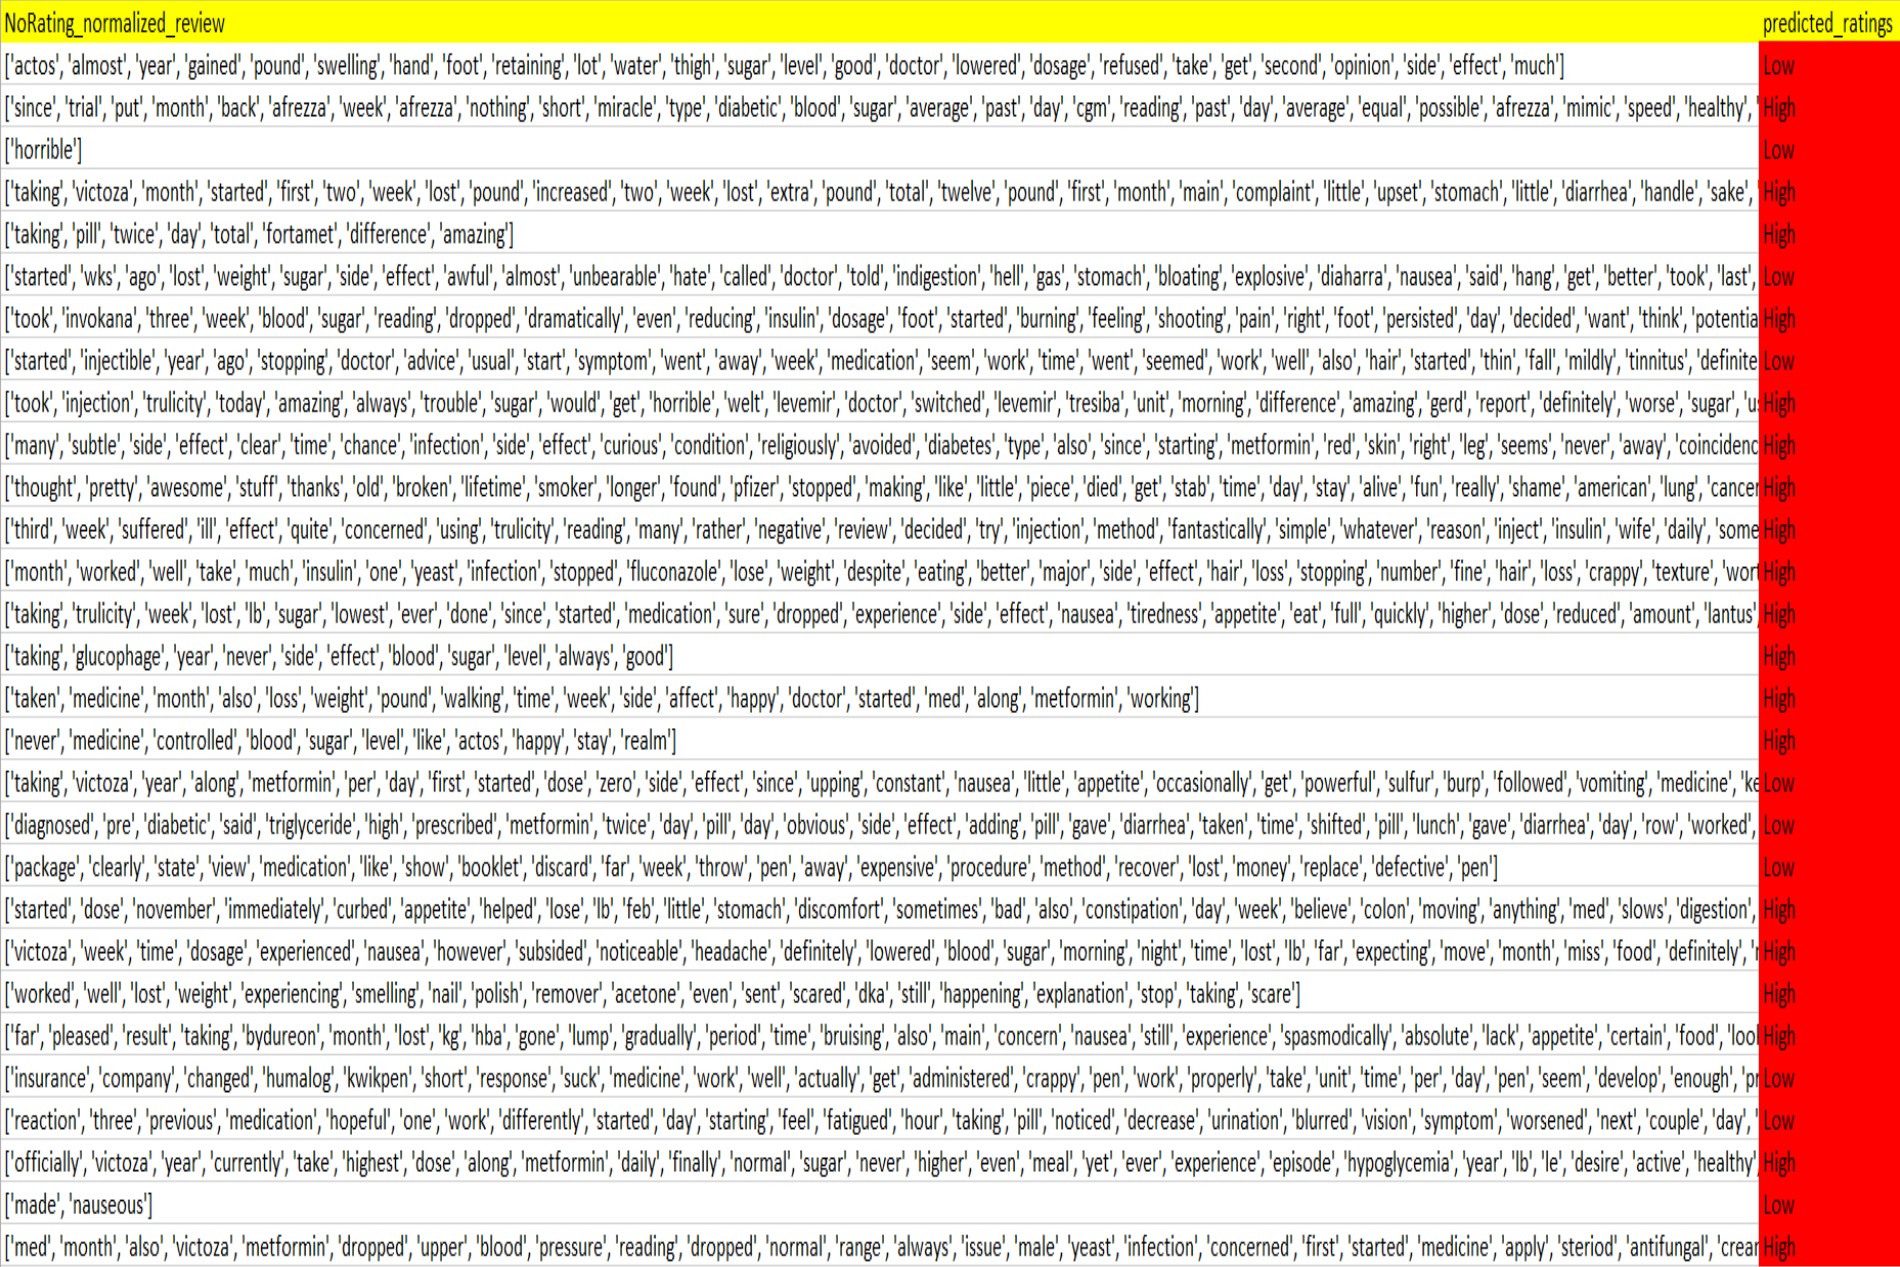 NoRating_normalized_review predicted_ratings
['actos', 'almost', 'year', 'gained', 'pound', 'swelling', 'hand', 'foot', 'retaining', 'lot', 'water', 'thigh', 'sugar', 'level', 'good', 'doctor', 'lowered', 'dosage', 'refused', 'take', 'get', 'second', 'opinion', 'side', 'effect', 'much'] Low
['since', 'trial', 'put', 'month', 'back', 'afrezza', 'week', 'afrezza', 'nothing', 'short', 'miracle', 'type', 'diabetic', 'blood', 'sugar', 'average', 'past', 'day', 'cgm', 'reading', 'past', 'day', 'average', 'equal', 'possible', 'afrezza', 'mimic', 'speed', 'healthy', ' High
['horrible'] Low
['taking', 'victoza', 'month', 'started', 'first', 'two', 'week', 'lost', 'pound', 'increased', 'two', 'week', 'lost', 'extra', 'pound', 'total', 'twelve', 'pound', 'first', 'month', 'main', 'complaint', 'little', 'upset', 'stomach', 'little', 'diarrhea', 'handle', 'sake', ' High
['taking', 'pill', 'twice', 'day', 'total', 'fortamet', 'difference', 'amazing'] High
['started', 'wks', 'ago', 'lost', 'weight', 'sugar', 'side', 'effect', 'awful', 'almost', 'unbearable', 'hate', 'called', 'doctor', 'told', 'indigestion', 'hell', 'gas', 'stomach', 'bloating', 'explosive', 'diaharra', 'nausea', 'said', 'hang', 'get', 'better', 'took', 'last', Low
['took', 'invokana', 'three', 'week', 'blood', 'sugar', 'reading', 'dropped', 'dramatically', 'even', 'reducing', 'insulin', 'dosage', 'foot', 'started', 'burning', 'feeling', 'shooting', 'pain', 'right', 'foot', 'persisted', 'day', 'decided', 'want', 'think', 'potentia High
['started', 'injectible', 'year', 'ago', 'stopping', 'doctor', 'advice', 'usual', 'start', 'symptom', 'went', 'away', 'week', 'medication', 'seem', 'work', 'time', 'went', 'seemed', 'work', 'well', 'also', 'hair', 'started', 'thin', 'fall', 'mildly', 'tinnitus', 'definite Low
['took', 'injection', 'trulicity', 'today', 'amazing', 'always', 'trouble', 'sugar', 'would', 'get', 'horrible', 'welt', 'levemir', 'doctor', 'switched', 'levemir', 'tresiba', 'unit', 'morning', 'difference', 'amazing', 'gerd', 'report', 'definitely', 'worse', 'sugar', 'us High
['many', 'subtle', 'side', 'effect', 'clear', 'time', 'chance', 'infection', 'side', 'effect', 'curious', 'condition', 'religiously', 'avoided', 'diabetes', 'type', 'also', 'since', 'starting', 'metformin', 'red', 'skin', 'right', 'leg', 'seems', 'never', 'away', 'coincidenc High
['thought', 'pretty', 'awesome', 'stuff', 'thanks', 'old', 'broken', 'lifetime', 'smoker', 'longer', 'found', 'pfizer', 'stopped', 'making', 'like', 'little', 'piece', 'died', 'get', 'stab', 'time', 'day', 'stay', 'alive', 'fun', 'really', 'shame', 'american', 'lung', 'cancer High
['third', 'week', 'suffered', 'ill', 'effect', 'quite', 'concerned', 'using', 'trulicity', 'reading', 'many', 'rather', 'negative', 'review', 'decided', 'try', 'injection', 'method', 'fantastically', 'simple', 'whatever', 'reason', 'inject', 'insulin', 'wife', 'daily', 'some High
['month', 'worked', 'well', 'take', 'much', 'insulin', 'one', 'yeast', 'infection', 'stopped', 'fluconazole', 'lose', 'weight', 'despite', 'eating', 'better', 'major', 'side', 'effect', 'hair', 'loss', 'stopping', 'number', 'fine', 'hair', 'loss', 'crappy', 'texture', 'wort High
['taking', 'trulicity', 'week', 'lost', 'lb', 'sugar', 'lowest', 'ever', 'done', 'since', 'started', 'medication', 'sure', 'dropped', 'experience', 'side', 'effect', 'nausea', 'tiredness', 'appetite', 'eat', 'full', 'quickly', 'higher', 'dose', 'reduced', 'amount', 'lantus', High
['taking', 'glucophage', 'year', 'never', 'side', 'effect', 'blood', 'sugar', 'level', 'always', 'good'] High
['taken', 'medicine', 'month', 'also', 'loss', 'weight', 'pound', 'walking', 'time', 'week', 'side', 'affect', 'happy', 'doctor', 'started', 'med', 'along', 'metformin', 'working'] High
['never', 'medicine', 'controlled', 'blood', 'sugar', 'level', 'like', 'actos', 'happy', 'stay', 'realm'] High
['taking', 'victoza', 'year', 'along', 'metformin', 'per', 'day', 'first', 'started', 'dose', 'zero', 'side', 'effect', 'since', 'upping', 'constant', 'nausea', 'little', 'appetite', 'occasionally', 'get', 'powerful', 'sulfur', 'burp', 'followed', 'vomiting', 'medicine', 'ke Low
['diagnosed', 'pre', 'diabetic', 'said', 'triglyceride', 'high', 'prescribed', 'metformin', 'twice', 'day', 'pill', 'day', 'obvious', 'side', 'effect', 'adding', 'pill', 'gave', 'diarrhea', 'taken', 'time', 'shifted', 'pill', 'lunch', 'gave', 'diarrhea', 'day', 'row', 'worked', Low
['package', 'clearly', 'state', 'view', 'medication', 'like', 'show', 'booklet', 'discard', 'far', 'week', 'throw', 'pen', 'away', 'expensive', 'procedure', 'method', 'recover', 'lost', 'money', 'replace', 'defective', 'pen'] Low
['started', 'dose', 'november', 'immediately', 'curbed', 'appetite', 'helped', 'lose', 'lb', 'feb', 'little', 'stomach', 'discomfort', 'sometimes', 'bad', 'also', 'constipation', 'day', 'week', 'believe', 'colon', 'moving', 'anything', 'med', 'slows', 'digestion', High
['victoza', 'week', 'time', 'dosage', 'experienced', 'nausea', 'however', 'subsided', 'noticeable', 'headache', 'definitely', 'lowered', 'blood', 'sugar', 'morning', 'night', 'time', 'lost', 'lb', 'far', 'expecting', 'move', 'month', 'miss', 'food', 'definitely', 'r High
['worked', 'well', 'lost', 'weight', 'experiencing', 'smelling', 'nail', 'polish', 'remover', 'acetone', 'even', 'sent', 'scared', 'dka', 'still', 'happening', 'explanation', 'stop', 'taking', 'scare'] High
['far', 'pleased', 'result', 'taking', 'bydureon', 'month', 'lost', 'kg', 'hba', 'gone', 'lump', 'gradually', 'period', 'time', 'bruising', 'also', 'main', 'concern', 'nausea', 'still', 'experience', 'spasmodically', 'absolute', 'lack', 'appetite', 'certain', 'food', 'lool High
['insurance', 'company', 'changed', 'humalog', 'kwikpen', 'short', 'response', 'suck', 'medicine', 'work', 'well', 'actually', 'get', 'administered', 'crappy', 'pen', 'work', 'properly', 'take', 'unit', 'time', 'per', 'day', 'pen', 'seem', 'develop', 'enough', 'pr Low
['reaction', 'three', 'previous', 'medication', 'hopeful', 'one', 'work', 'differently', 'started', 'day', 'starting', 'feel', 'fatigued', 'hour', 'taking', 'pill', 'noticed', 'decrease', 'urination', 'blurred', 'vision', 'symptom', 'worsened', 'next', 'couple', 'day', ' Low
['officially', 'victoza', 'year', 'currently', 'take', 'highest', 'dose', 'along', 'metformin', 'daily', 'finally', 'normal', 'sugar', 'never', 'higher', 'even', 'meal', 'yet', 'ever', 'experience', 'episode', 'hypoglycemia', 'year', 'lb', 'le', 'desire', 'active', 'healthy', High
['made', 'nauseous'] Low
['med', 'month', 'also', 'victoza', 'metformin', 'dropped', 'upper', 'blood', 'pressure', 'reading', 'dropped', 'normal', 'range', 'always', 'issue', 'male', 'yeast', 'infection', 'concerned', 'first', 'started', 'medicine', 'apply', 'steriod', 'antifungal', 'crear High